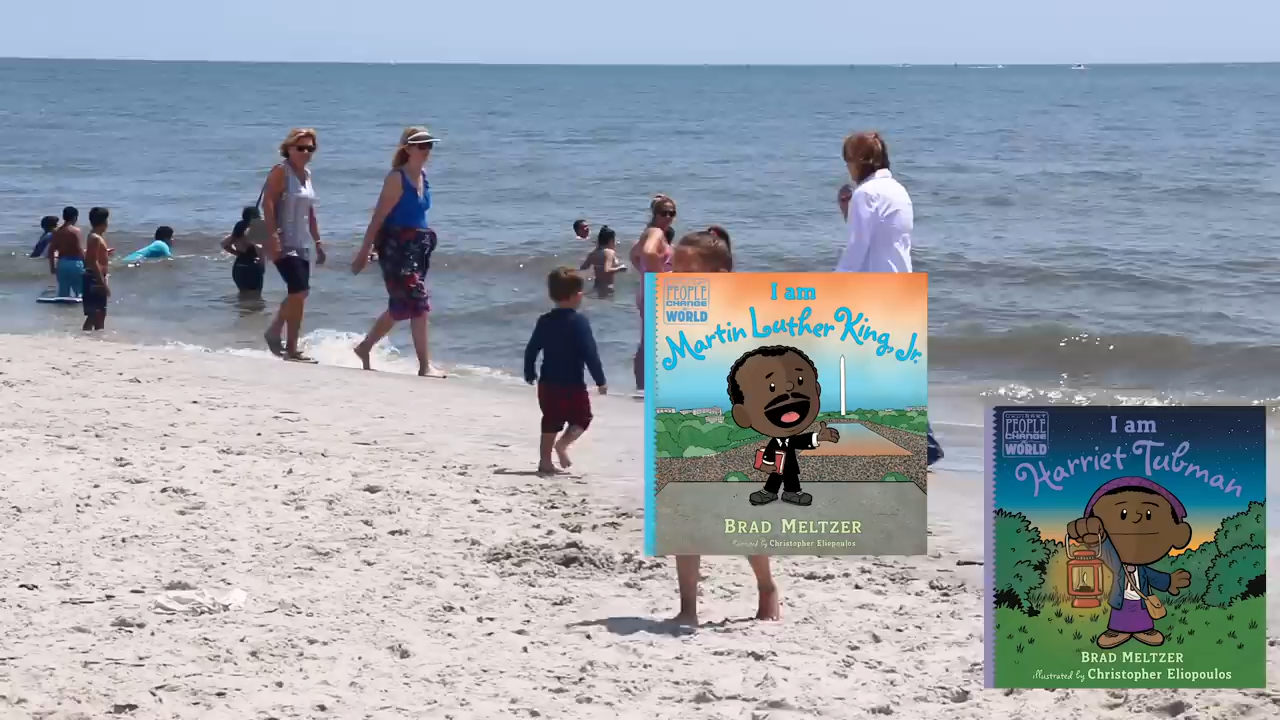 PEOPLE
CHANGE
THE
WORLD
I am
Martin Luther King, Jr.
BRAD MELTZER
illustrated by Christopher Eliopoulos
ORDINARY
PEOPLE
CHANGE
THE
WORLD
I am
Harriet Tubman
BRAD MELTZER
illustrated by Christopher Eliopoulos